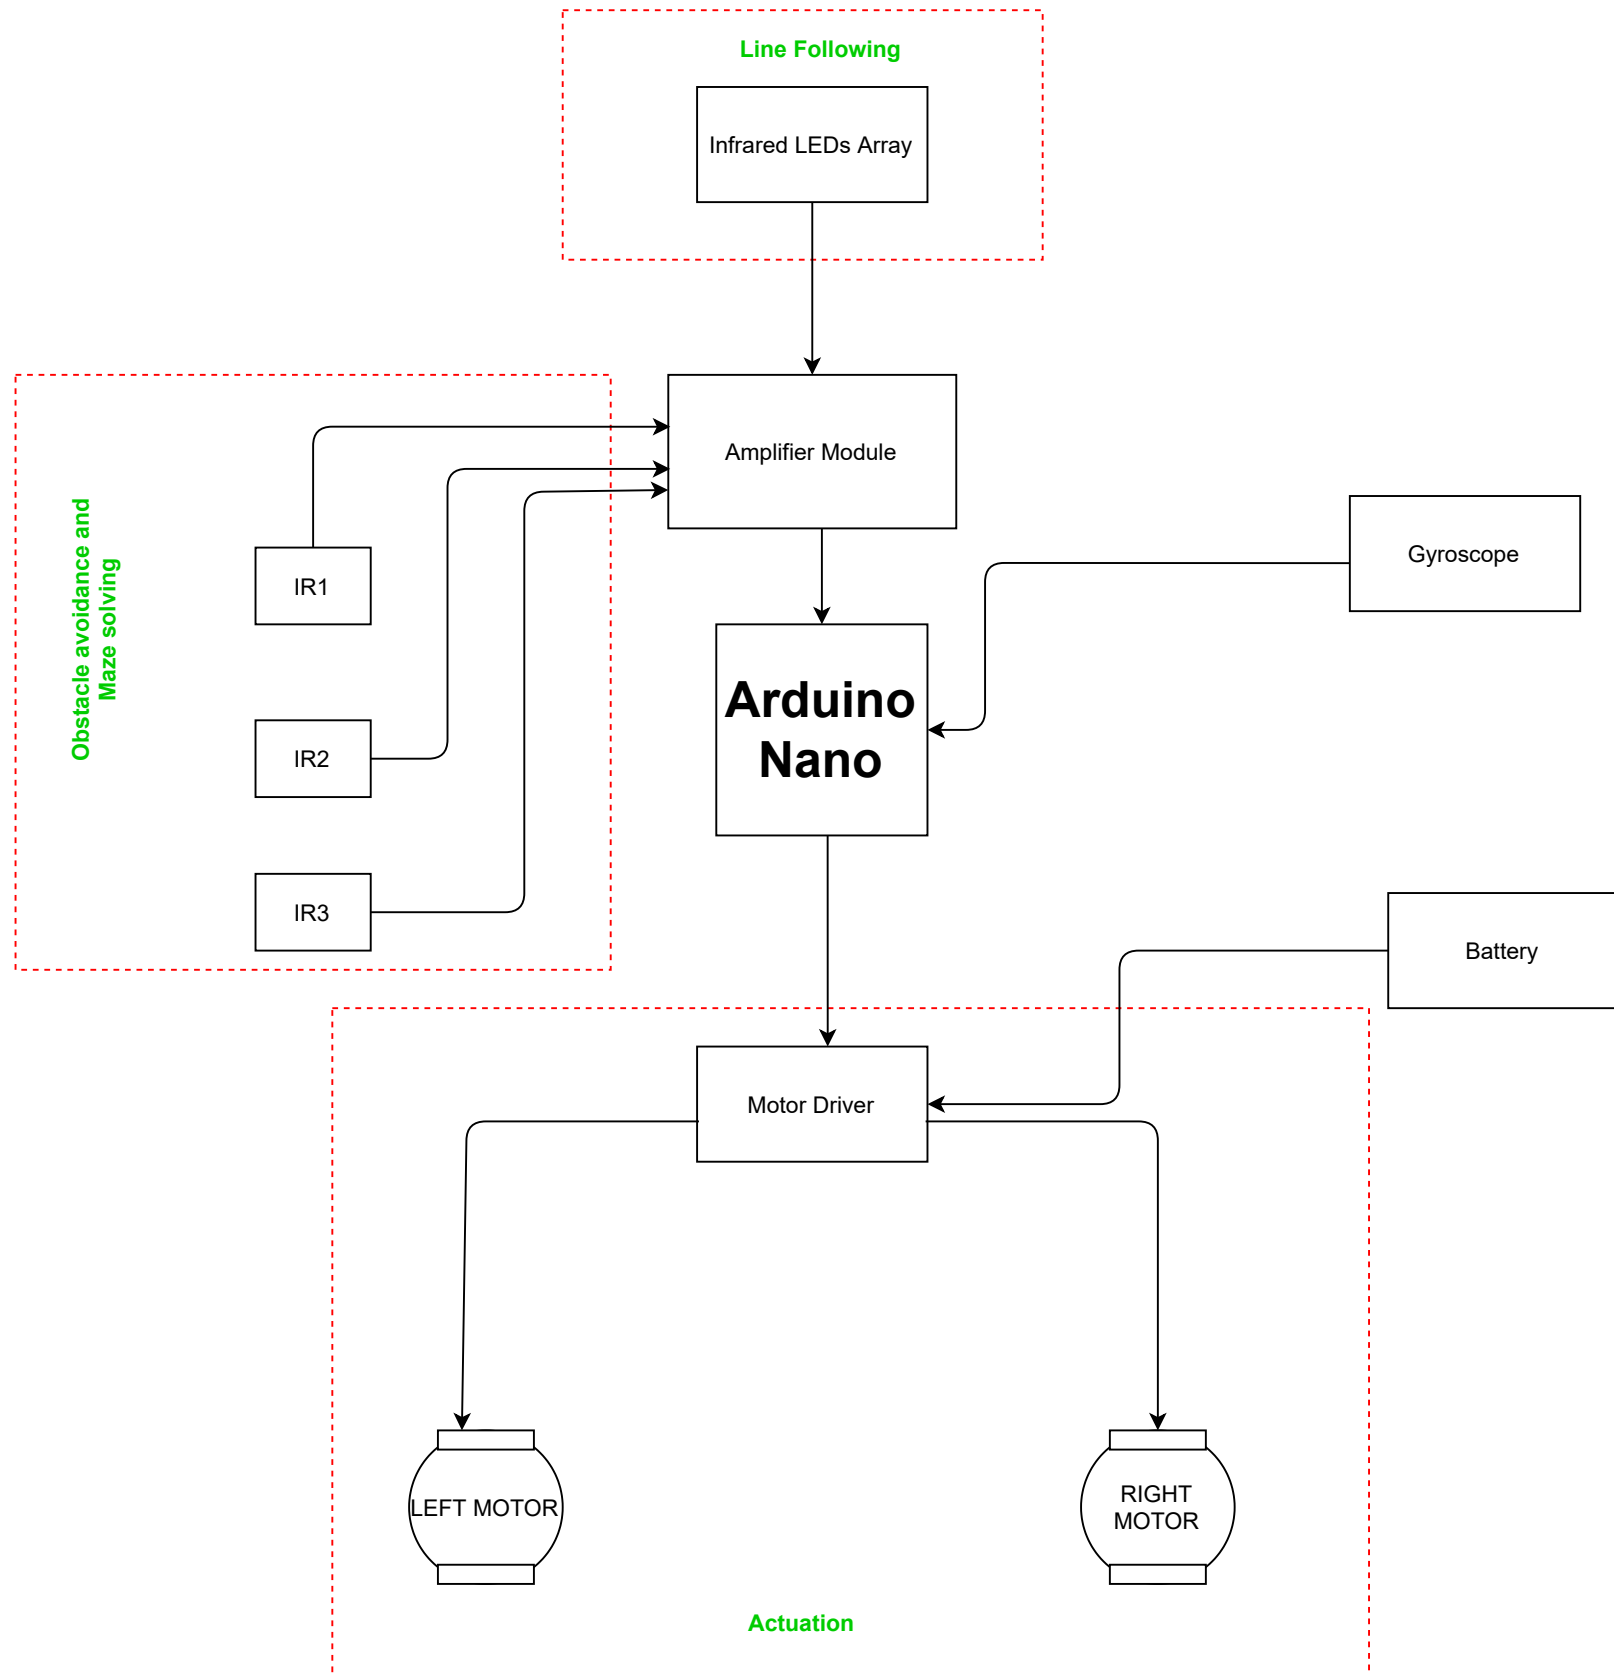 Line Following
Infrared LEDs Array
Amplifier Module
Gyroscope
Obstacle avoidance and
Maze solving
IR1
IR2
IR3
Arduino
Nano
Battery
Motor Driver
LEFT MOTOR
RIGHT
MOTOR
Actuation